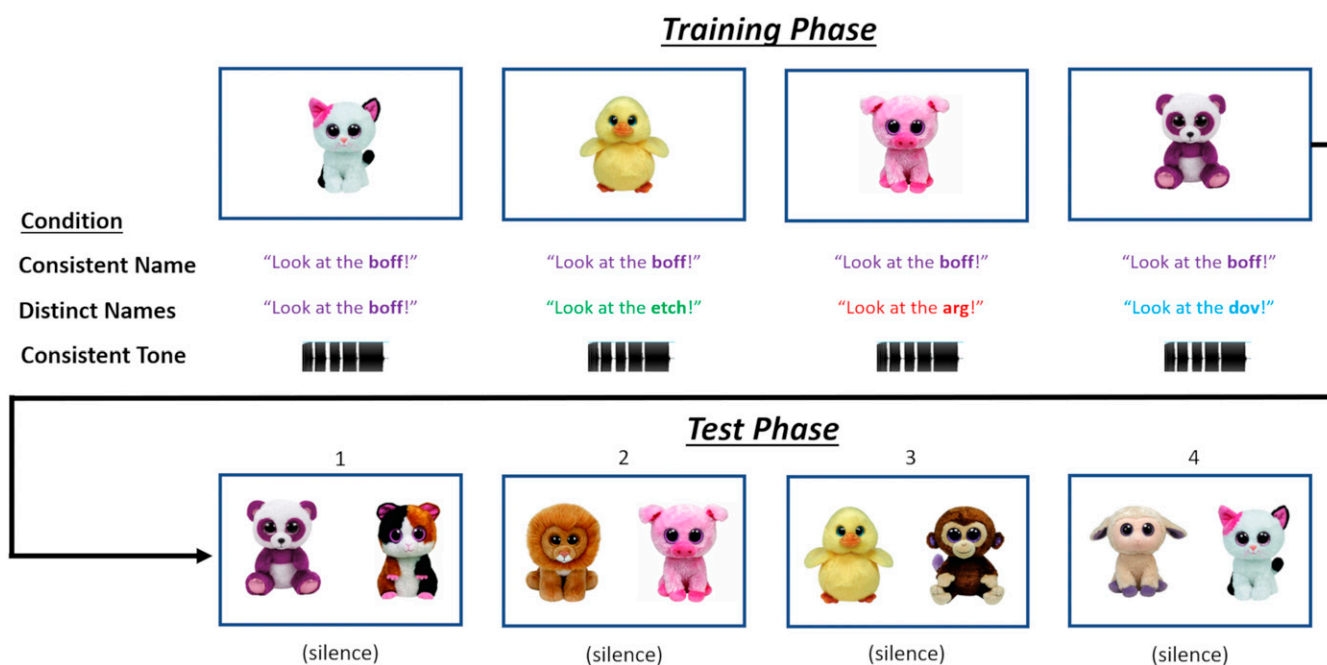 Training Phase
Condition
Consistent Name "Look at the boff!" "Look at the boff!" "Look at the boff!" "Look at the boff!"
Distinct Names "Look at the boff!" "Look at the etch!" "Look at the arg!" "Look at the dov!"
Consistent Tone
Test Phase
1 2 3 4
(silence) (silence) (silence) (silence)